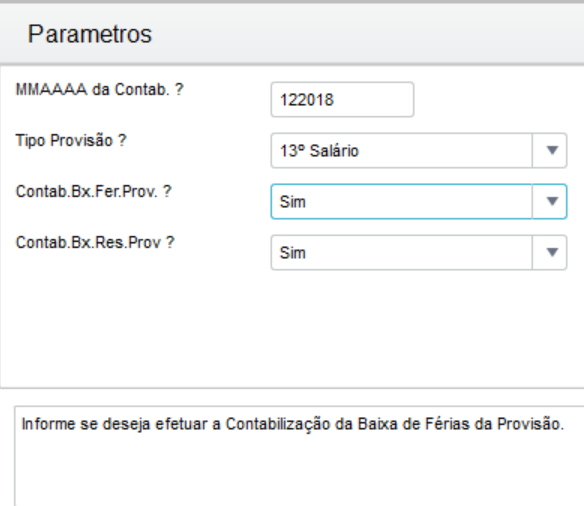 Parametros
MMAAAA da Contab. ?
122018
Tipo Provisão ?
13º Salário
Contab.Bx.Fer.Prov. ?
Sim
Contab.Bx.Res.Prov ?
Sim
Informe se deseja efetuar a Contabilização da Baixa de Férias da Provisão.